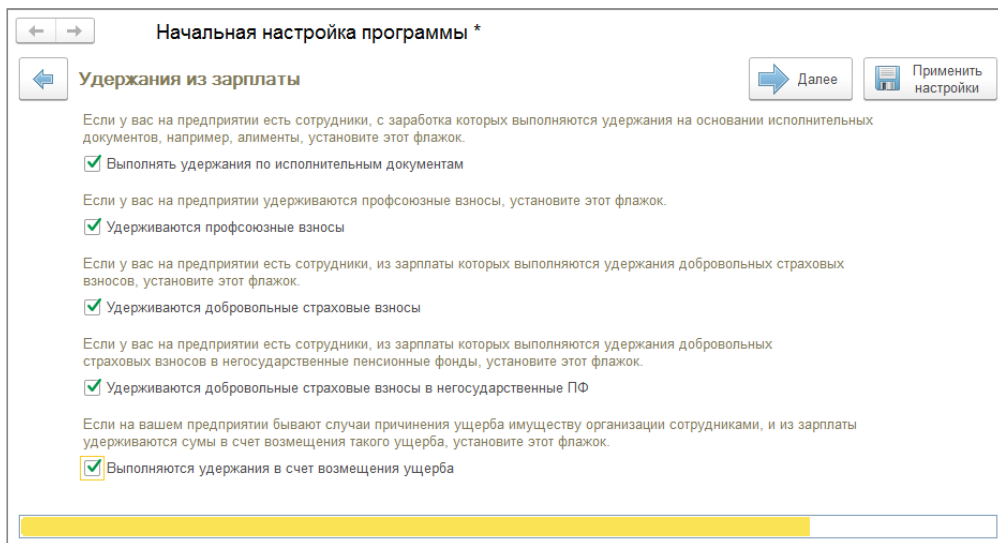 Начальная настройка программы *
Удержания из зарплаты
Далее
Применить
настройки
Если у вас на предприятии есть сотрудники, с заработка которых выполняются удержания на основании исполнительных
документов, например, алименты, установите этот флажок.
Выполнять удержания по исполнительным документам
Если у вас на предприятии удерживаются профсоюзные взносы, установите этот флажок.
Удерживаются профсоюзные взносы
Если у вас на предприятии есть сотрудники, из зарплаты которых выполняются удержания добровольных страховых
взносов, установите этот флажок.
Удерживаются добровольные страховые взносы
Если у вас на предприятии есть сотрудники, из зарплаты которых выполняются удержания добровольных
страховых взносов в негосударственные пенсионные фонды, установите этот флажок.
Удерживаются добровольные страховые взносы в негосударственные ПФ
Если на вашем предприятии бывают случаи причинения ущерба имуществу организации сотрудниками, и из зарплаты
удерживаются сумы в счет возмещения такого ущерба, установите этот флажок.
Выполняются удержания в счет возмещения ущерба